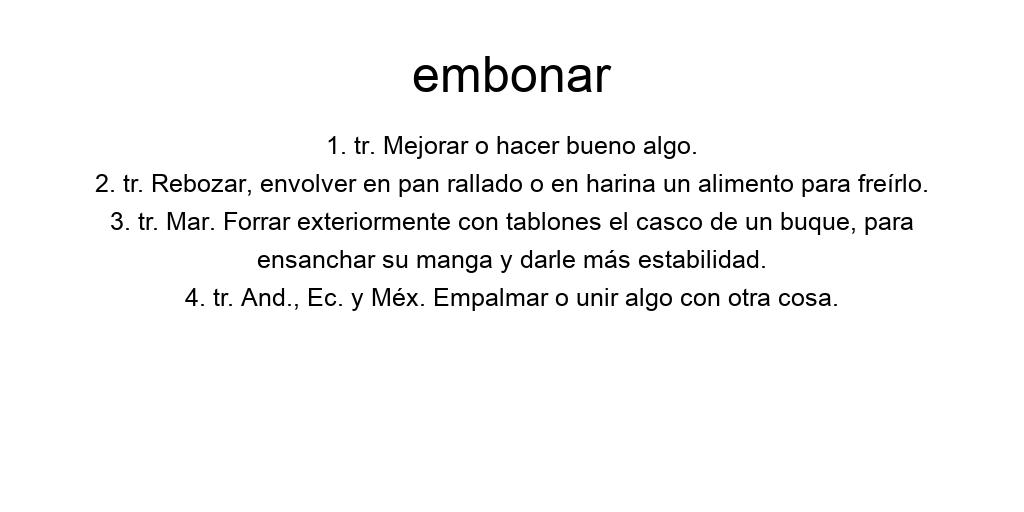 embonar
1. tr. Mejorar o hacer bueno algo.
2. tr. Rebozar, envolver en pan rallado o en harina un alimento para freírlo.
3. tr. Mar. Forrar exteriormente con tablones el casco de un buque, para
ensanchar su manga y darle más estabilidad.
4. tr. And., Ec. y Méx. Empalmar o unir algo con otra cosa.